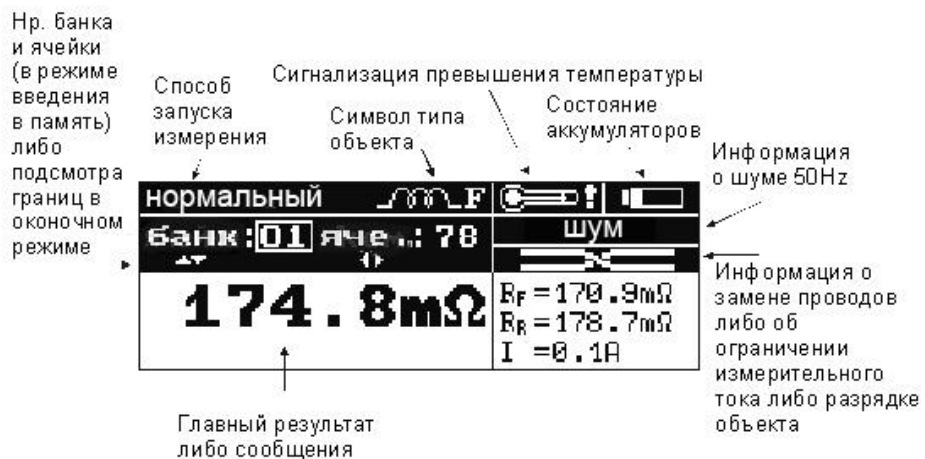 Нр. банка
и ячейки
(в режиме
введения
в память)
либо
подсмотра
границ в
оконочном
режиме
Способ
запуска
измерения
Сигнализация превышения температуры
Символ типа
объекта
Состояние
аккумуляторов
Информация
о шуме 50Hz
нормальный F !
банк:01 яче..: 78
шум
174.8mΩ
RF=170.9mΩ
RR=178.7mΩ
I =0.1A
Информация о
замене проводов
либо об
ограничении
измерительного
тока либо разрядке
объекта
Главный результат
либо сообщения